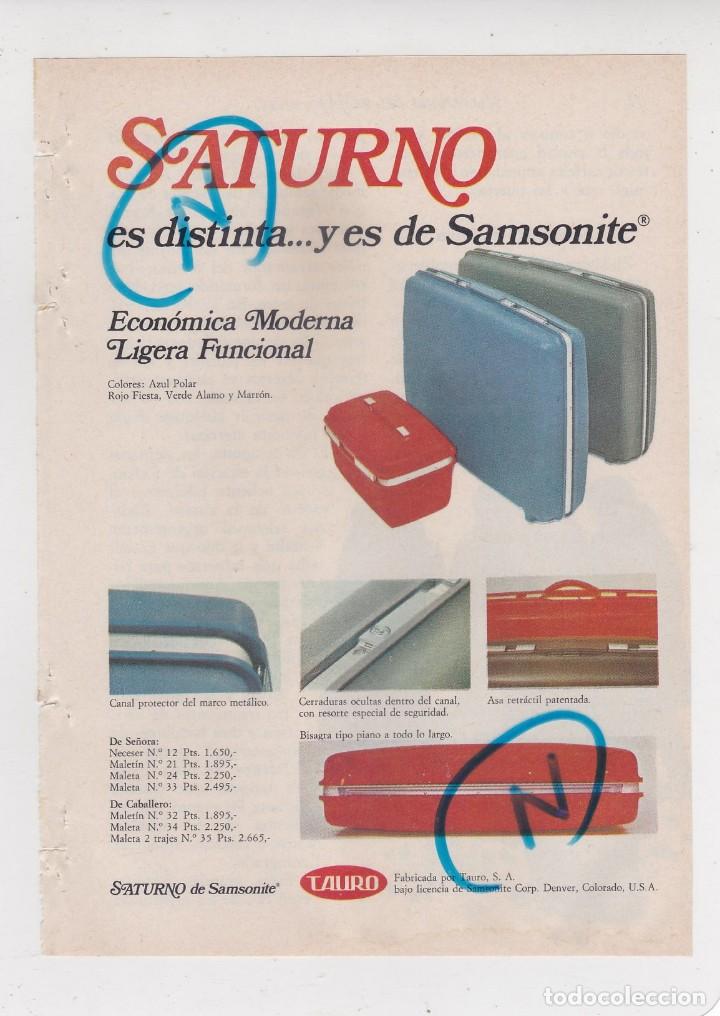 SATURNO
es distinta...y es de Samsonite®
Económica Moderna
Ligera Funcional
Colores: Azul Polar
Rojo Fiesta, Verde Alamo y Marrón.
Canal protector del marco metálico.
Cerraduras ocultas dentro del canal,
con resorte especial de seguridad.
Asa retráctil patentada.
Bisagra tipo piano a todo lo largo.
De Señora:
Neceser N.º 12 Pts. 1.650,-
Maletín N.º 21 Pts. 1.895,-
Maleta N.º 24 Pts. 2.250,-
Maleta N.º 33 Pts. 2.495,-
De Caballero:
Maletín N.º 32 Pts. 1.895,-
Maleta N.º 34 Pts. 2.250,-
Maleta 2 trajes N.º 35 Pts. 2.665,-
SATURNO de Samsonite®
TAURO
Fabricada por Tauro, S. A.
bajo licencia de Samsonite Corp. Denver, Colorado, U.S.A.
N
N
todocoleccion